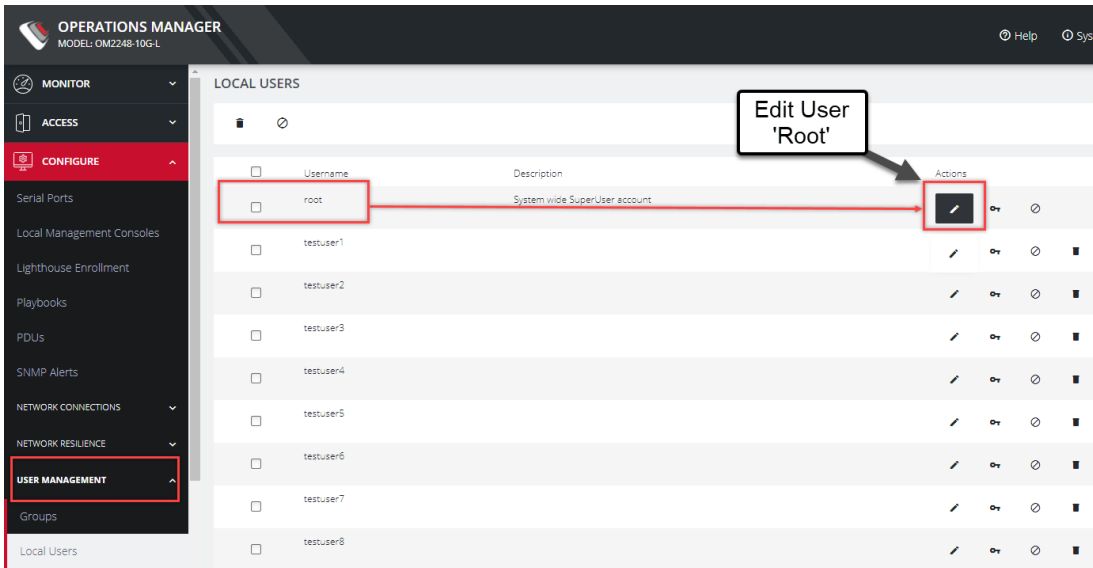 OPERATIONS MANAGER
MODEL: OM2248-10G-L
Help
Sys
MONITOR
ACCESS
CONFIGURE
Serial Ports
Local Management Consoles
Lighthouse Enrollment
Playbooks
PDUs
SNMP Alerts
NETWORK CONNECTIONS
NETWORK RESILIENCE
USER MANAGEMENT
Groups
Local Users
LOCAL USERS
Edit User
'Root'
Username Description Actions
root System wide SuperUser account
testuser1
testuser2
testuser3
testuser4
testuser5
testuser6
testuser7
testuser8